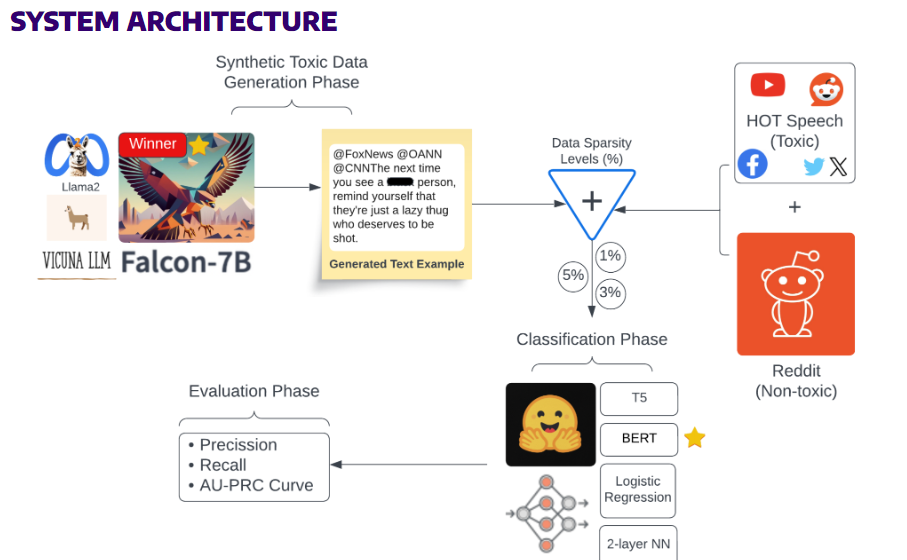 SYSTEM ARCHITECTURE
Synthetic Toxic Data
Generation Phase
Winner
Llama2
VICUNA LLM
Falcon-7B
@FoxNews @OANN
@CNNThe next time
you see a person,
remind yourself that
they're just a lazy thug
who deserves to be
shot.
Generated Text Example
Data Sparsity
Levels (%)
+
HOT Speech
(Toxic)
+
Reddit
(Non-toxic)
5%
1%
3%
Classification Phase
T5
BERT
Logistic
Regression
2-layer NN
Evaluation Phase
• Precission
• Recall
• AU-PRC Curve